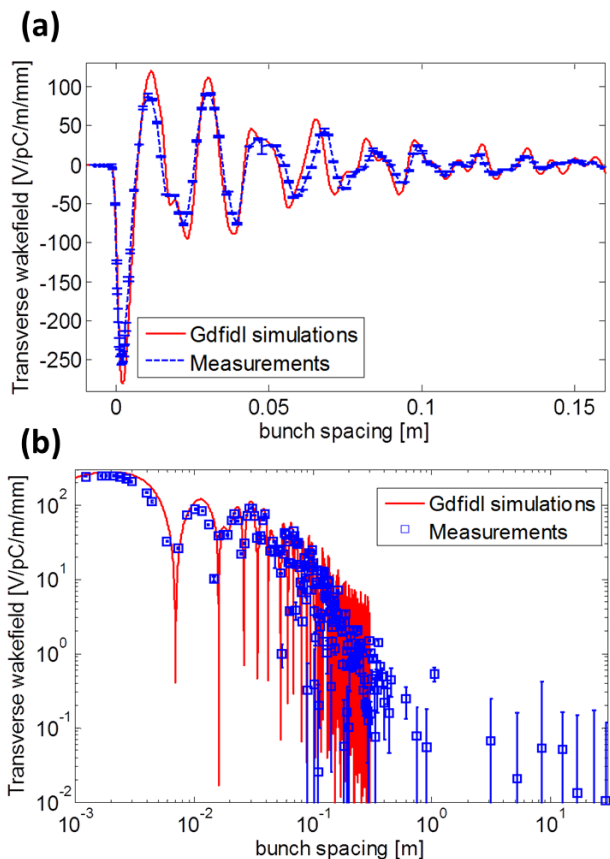 (a)
Transverse wakefield [V/pC/m/mm]
100
50
0
-50
-100
-150
-200
-250
Gdfidl simulations
Measurements
0
0.05
0.1
0.15
bunch spacing [m]
(b)
Transverse wakefield [V/pC/m/mm]
10^2
10^1
10^0
10^-1
10^-2
Gdfidl simulations
Measurements
10^-3
10^-2
10^-1
10^0
10^1
bunch spacing [m]